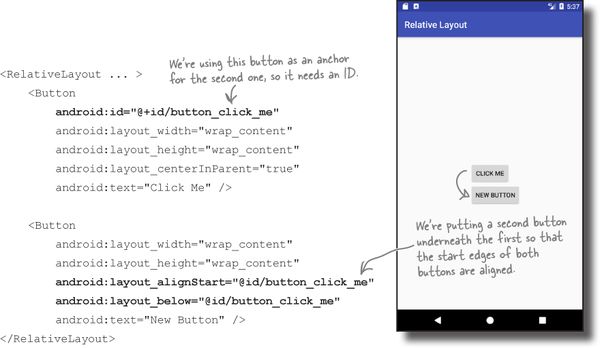 We're using this button as an anchor
for the second one, so it needs an ID.
<RelativeLayout ... >
<Button
android:id="@+id/button_click_me"
android:layout_width="wrap_content"
android:layout_height="wrap_content"
android:layout_centerInParent="true"
android:text="Click Me" />
<Button
android:layout_width="wrap_content"
android:layout_height="wrap_content"
android:layout_alignStart="@id/button_click_me"
android:layout_below="@id/button_click_me"
android:text="New Button" />
</RelativeLayout>
5:37
Relative Layout
CLICK ME
NEW BUTTON
We're putting a second button
underneath the first so that
the start edges of both
buttons are aligned.